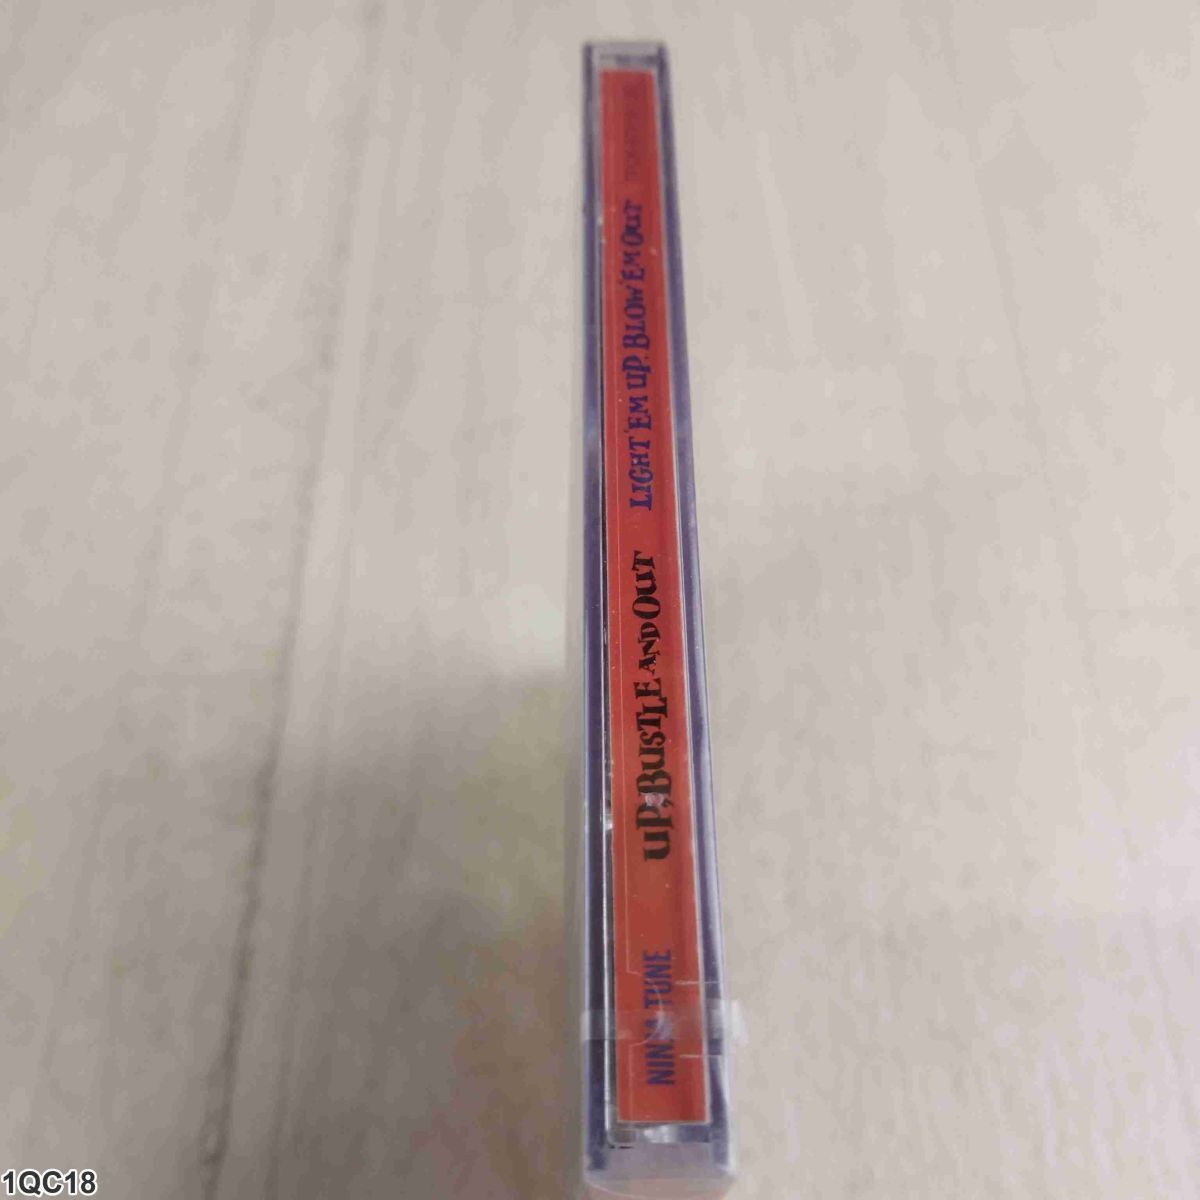 NINJA TUNE
UP, BUSTLE AND OUT
LIGHT 'EM UP, BLOW 'EM OUT
1QC18